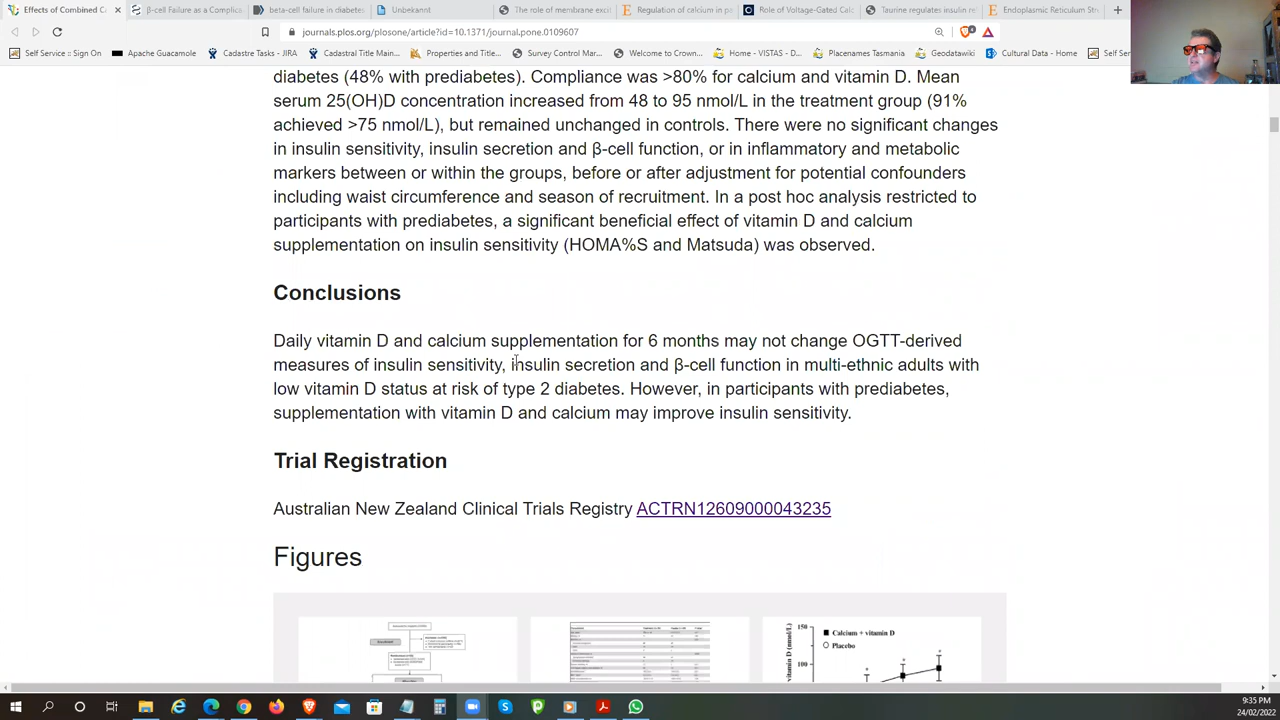 Effects of Combined Ca
β-cell Failure as a Complica
beta-cell failure in diabetes
Unbekannt
The role of membrane excit
Regulation of calcium in pa
Role of Voltage-Gated Calc
Taurine regulates insulin rel
Endoplasmic Reticulum Str
journals.plos.org/plosone/article?id=10.1371/journal.pone.0109607
Self Service :: Sign On
Apache Guacamole
Cadastre Tasks - JIRA
Cadastral Title Main...
Properties and Title...
Survey Control Mar...
Welcome to Crown...
Home - VISTAS - D...
Placenames Tasmania
Geodatawiki
Cultural Data - Home
Self Serv
diabetes (48% with prediabetes). Compliance was >80% for calcium and vitamin D. Mean
serum 25(OH)D concentration increased from 48 to 95 nmol/L in the treatment group (91%
achieved >75 nmol/L), but remained unchanged in controls. There were no significant changes
in insulin sensitivity, insulin secretion and β-cell function, or in inflammatory and metabolic
markers between or within the groups, before or after adjustment for potential confounders
including waist circumference and season of recruitment. In a post hoc analysis restricted to
participants with prediabetes, a significant beneficial effect of vitamin D and calcium
supplementation on insulin sensitivity (HOMA%S and Matsuda) was observed.
Conclusions
Daily vitamin D and calcium supplementation for 6 months may not change OGTT-derived
measures of insulin sensitivity, insulin secretion and β-cell function in multi-ethnic adults with
low vitamin D status at risk of type 2 diabetes. However, in participants with prediabetes,
supplementation with vitamin D and calcium may improve insulin sensitivity.
Trial Registration
Australian New Zealand Clinical Trials Registry ACTRN12609000043235
Figures
150
Calcium + vitamin D
Placebo
100
vitamin D (nmol/L)
9:35 PM
24/02/2022